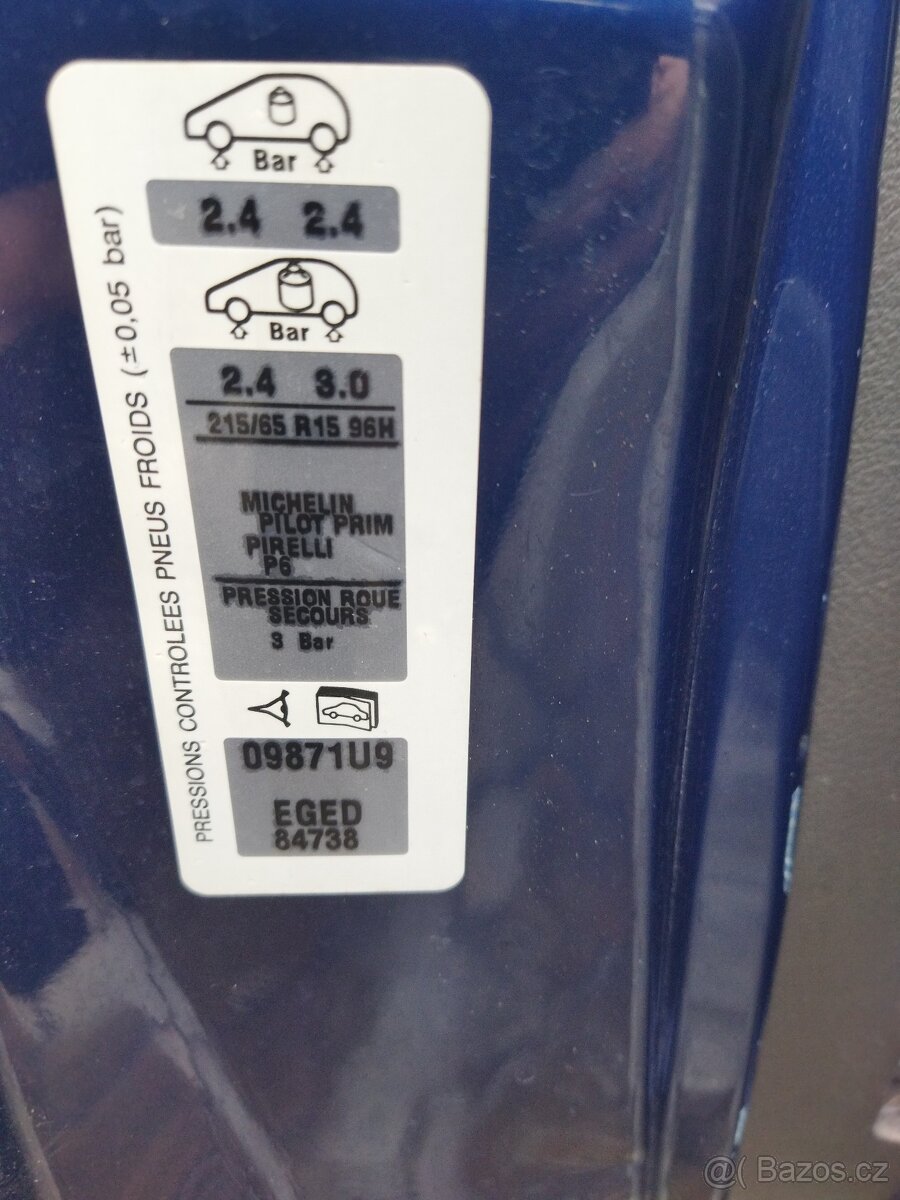 Bar
2.4 2.4
Bar
2.4 3.0
215/65 R15 96H
MICHELIN
PILOT PRIM
PIRELLI
P6
PRESSION ROUE
SECOURS
3 Bar
09871U9
EGED
84738
PRESSIONS CONTROLEES PNEUS FROIDS (±0,05 bar)
@( Bazos.cz